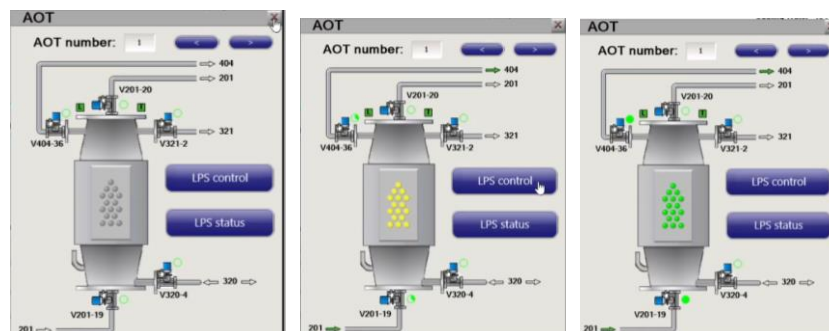 AOT
AOT number: 1 < >
404
201
V201-20
L T
321
V404-36
V321-2
LPS control
LPS status
320
V320-4
V201-19
201
AOT
AOT number: 1 < >
404
201
V201-20
L T
321
V404-36
V321-2
LPS control
LPS status
320
V320-4
V201-19
201
AOT
AOT number: 1 < >
404
201
V201-20
L T
321
V404-36
V321-2
LPS control
LPS status
320
V320-4
V201-19
201